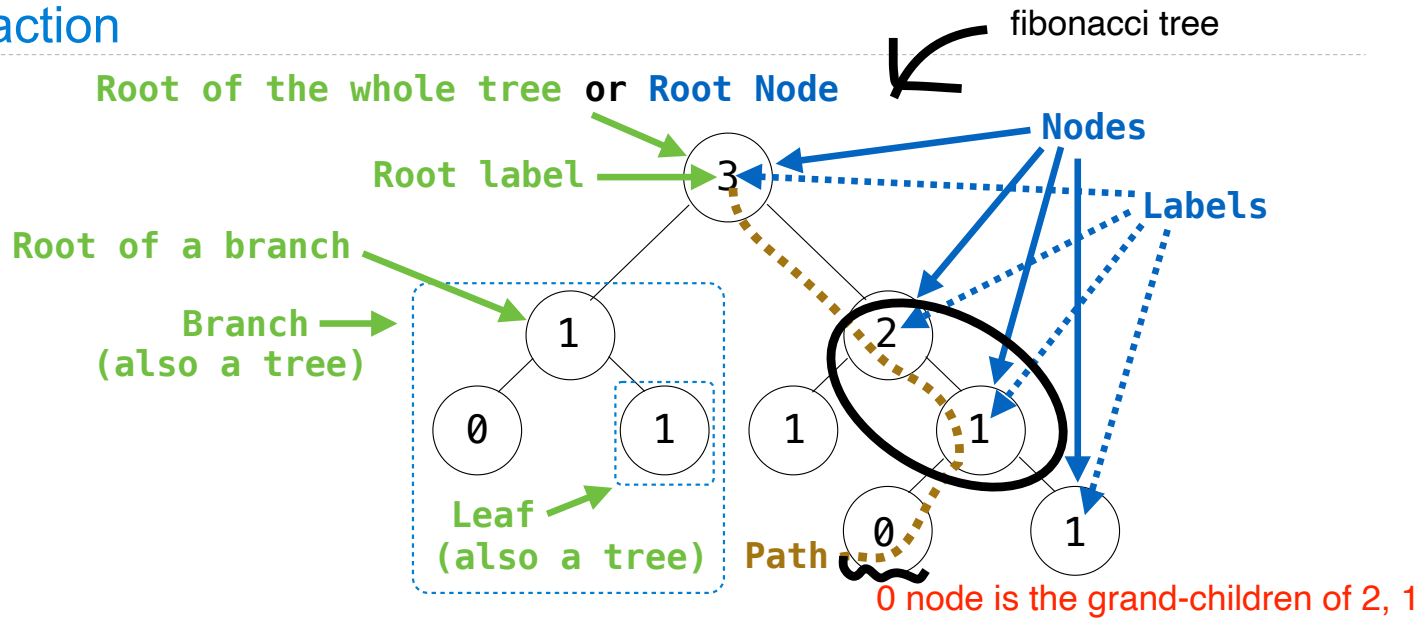 action
fibonacci tree
Root of the whole tree or Root Node
Nodes
Root label
3
Labels
Root of a branch
Branch
(also a tree)
1
2
0
1
1
1
Leaf
(also a tree)
Path
0
1
0 node is the grand-children of 2, 1